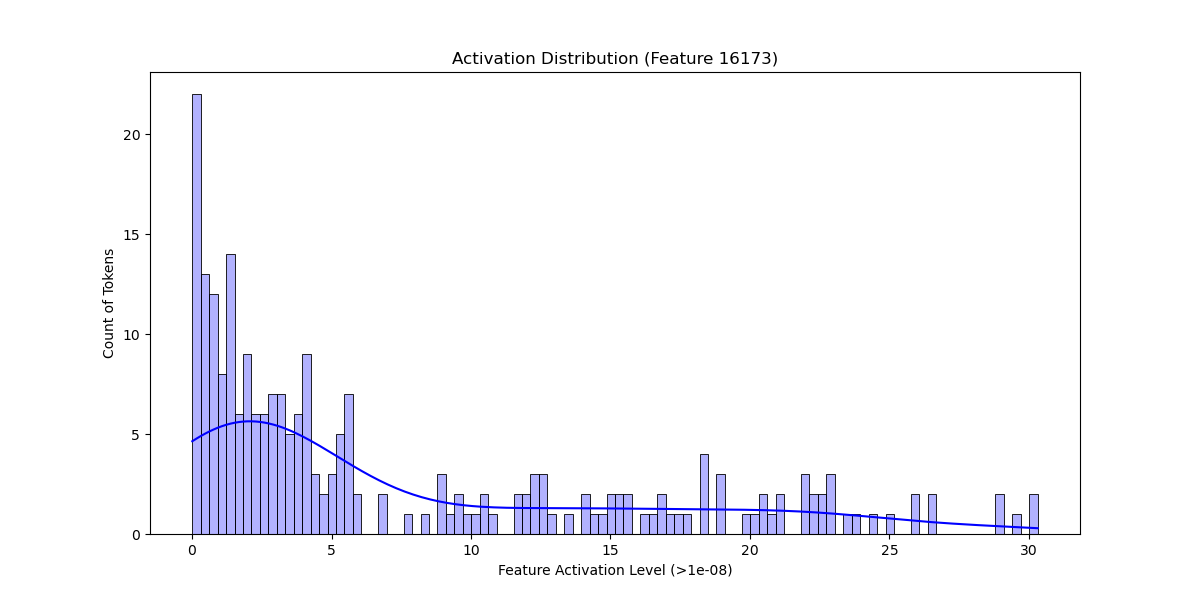 Activation Distribution (Feature 16173)
Count of Tokens
20
15
10
5
0
0 5 10 15 20 25 30
Feature Activation Level (>1e-08)